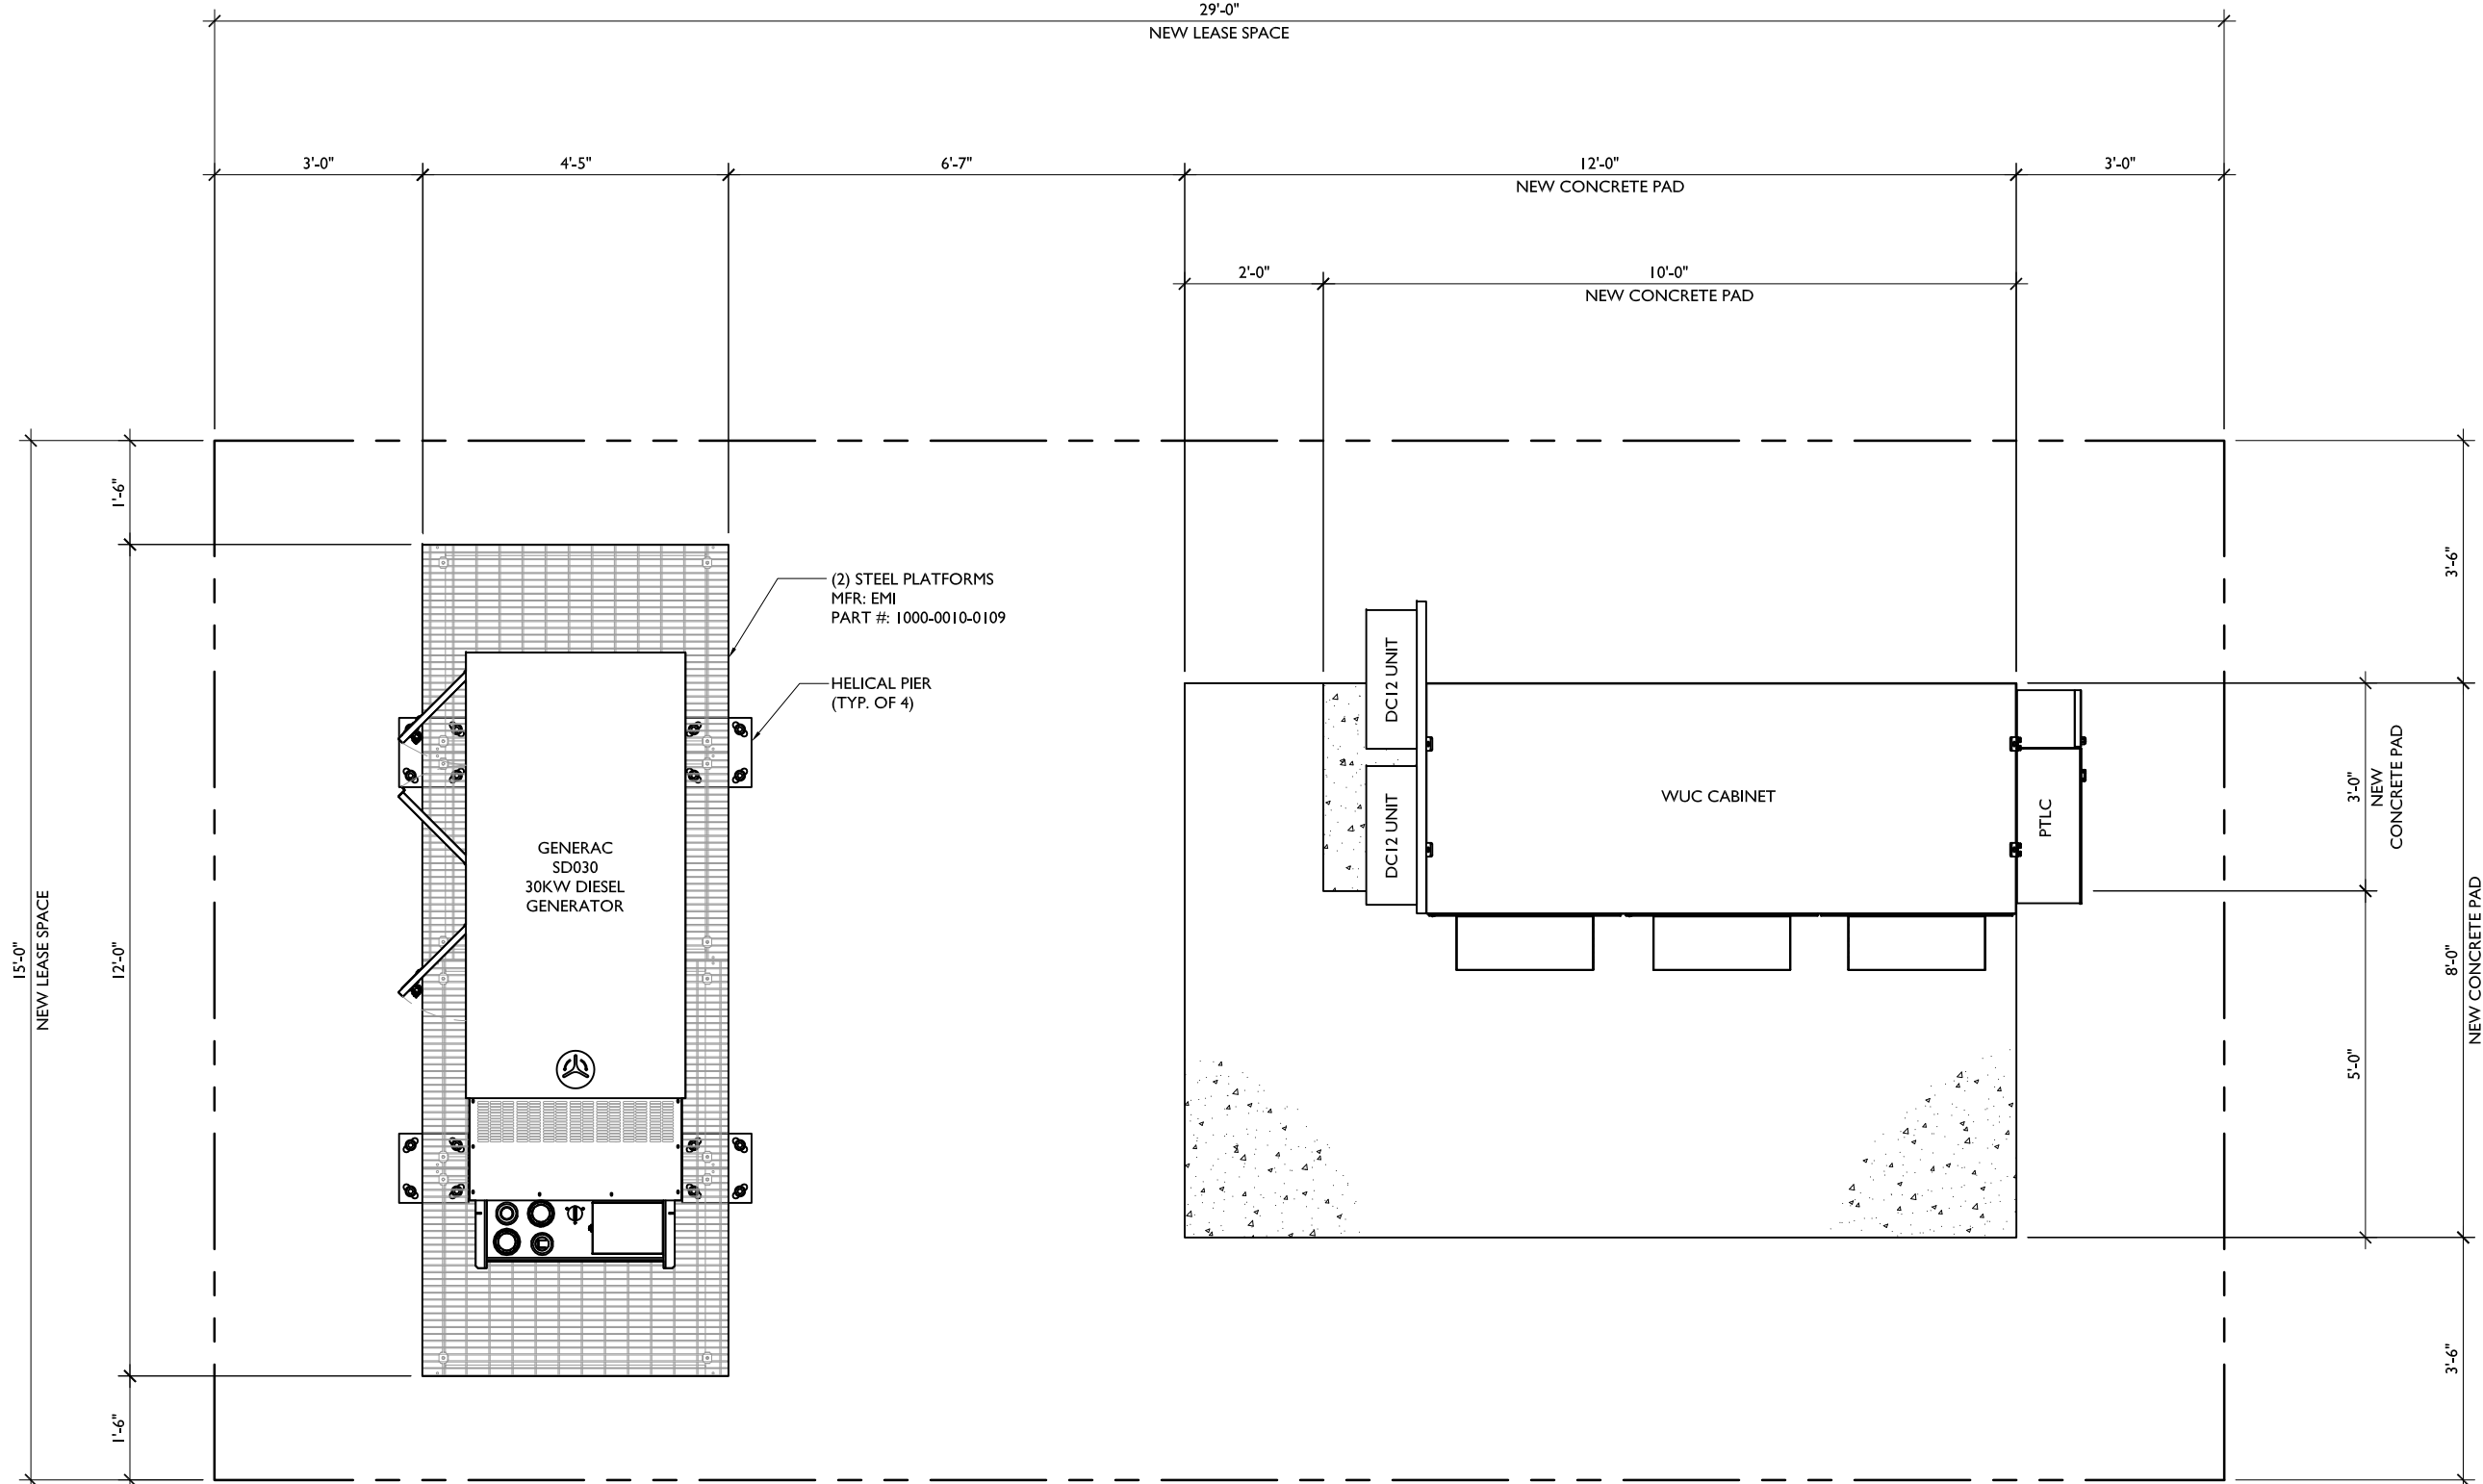 29'-0"
NEW LEASE SPACE
3'-0"
4'-5"
6'-7"
12'-0"
NEW CONCRETE PAD
3'-0"
2'-0"
10'-0"
NEW CONCRETE PAD
15'-0"
NEW LEASE SPACE
1'-6"
12'-0"
1'-6"
(2) STEEL PLATFORMS
MFR: EMI
PART #: 1000-0010-0109
HELICAL PIER
(TYP. OF 4)
GENERAC
SD030
30KW DIESEL
GENERATOR
DC12 UNIT
DC12 UNIT
WUC CABINET
PTLC
3'-0"
NEW
CONCRETE PAD
5'-0"
3'-6"
8'-0"
NEW CONCRETE PAD
3'-6"